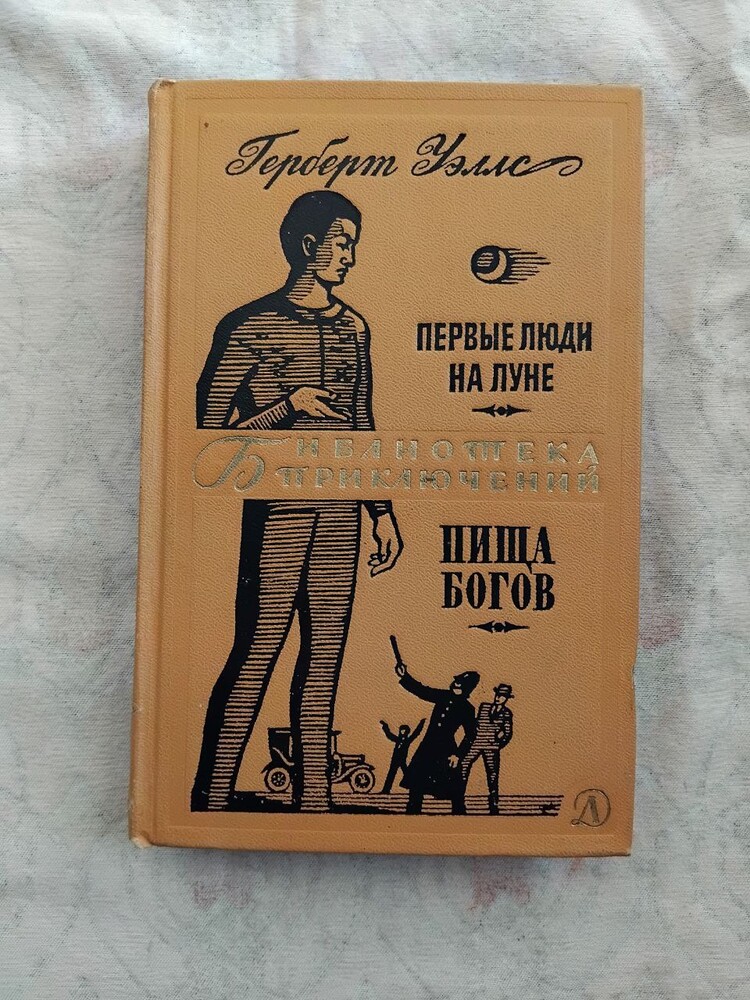 Герберт Уэллс
ПЕРВЫЕ ЛЮДИ
НА ЛУНЕ
БИБЛИОТЕКА
ПРИКЛЮЧЕНИЙ
ПИЩА
БОГОВ
Д